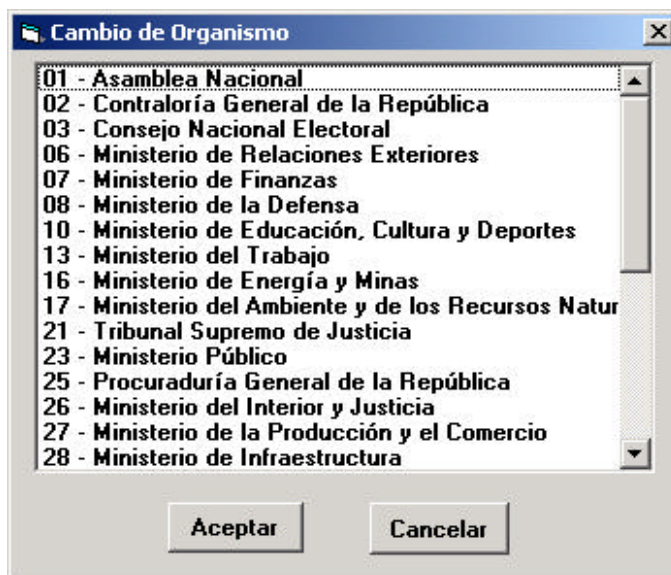 Cambio de Organismo
01 - Asamblea Nacional
02 - Contraloría General de la República
03 - Consejo Nacional Electoral
06 - Ministerio de Relaciones Exteriores
07 - Ministerio de Finanzas
08 - Ministerio de la Defensa
10 - Ministerio de Educación, Cultura y Deportes
13 - Ministerio del Trabajo
16 - Ministerio de Energía y Minas
17 - Ministerio del Ambiente y de los Recursos Natur
21 - Tribunal Supremo de Justicia
23 - Ministerio Público
25 - Procuraduría General de la República
26 - Ministerio del Interior y Justicia
27 - Ministerio de la Producción y el Comercio
28 - Ministerio de Infraestructura
Aceptar Cancelar